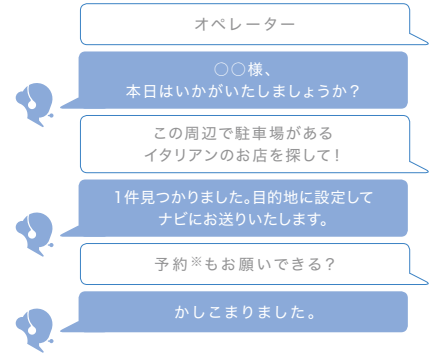 オペレーター
○○様、
本日はいかがいたしましょうか？
この周辺で駐車場がある
イタリアンのお店を探して！
1件見つかりました。目的地に設定して
ナビにお送りいたします。
予約※もお願いできる？
かしこまりました。